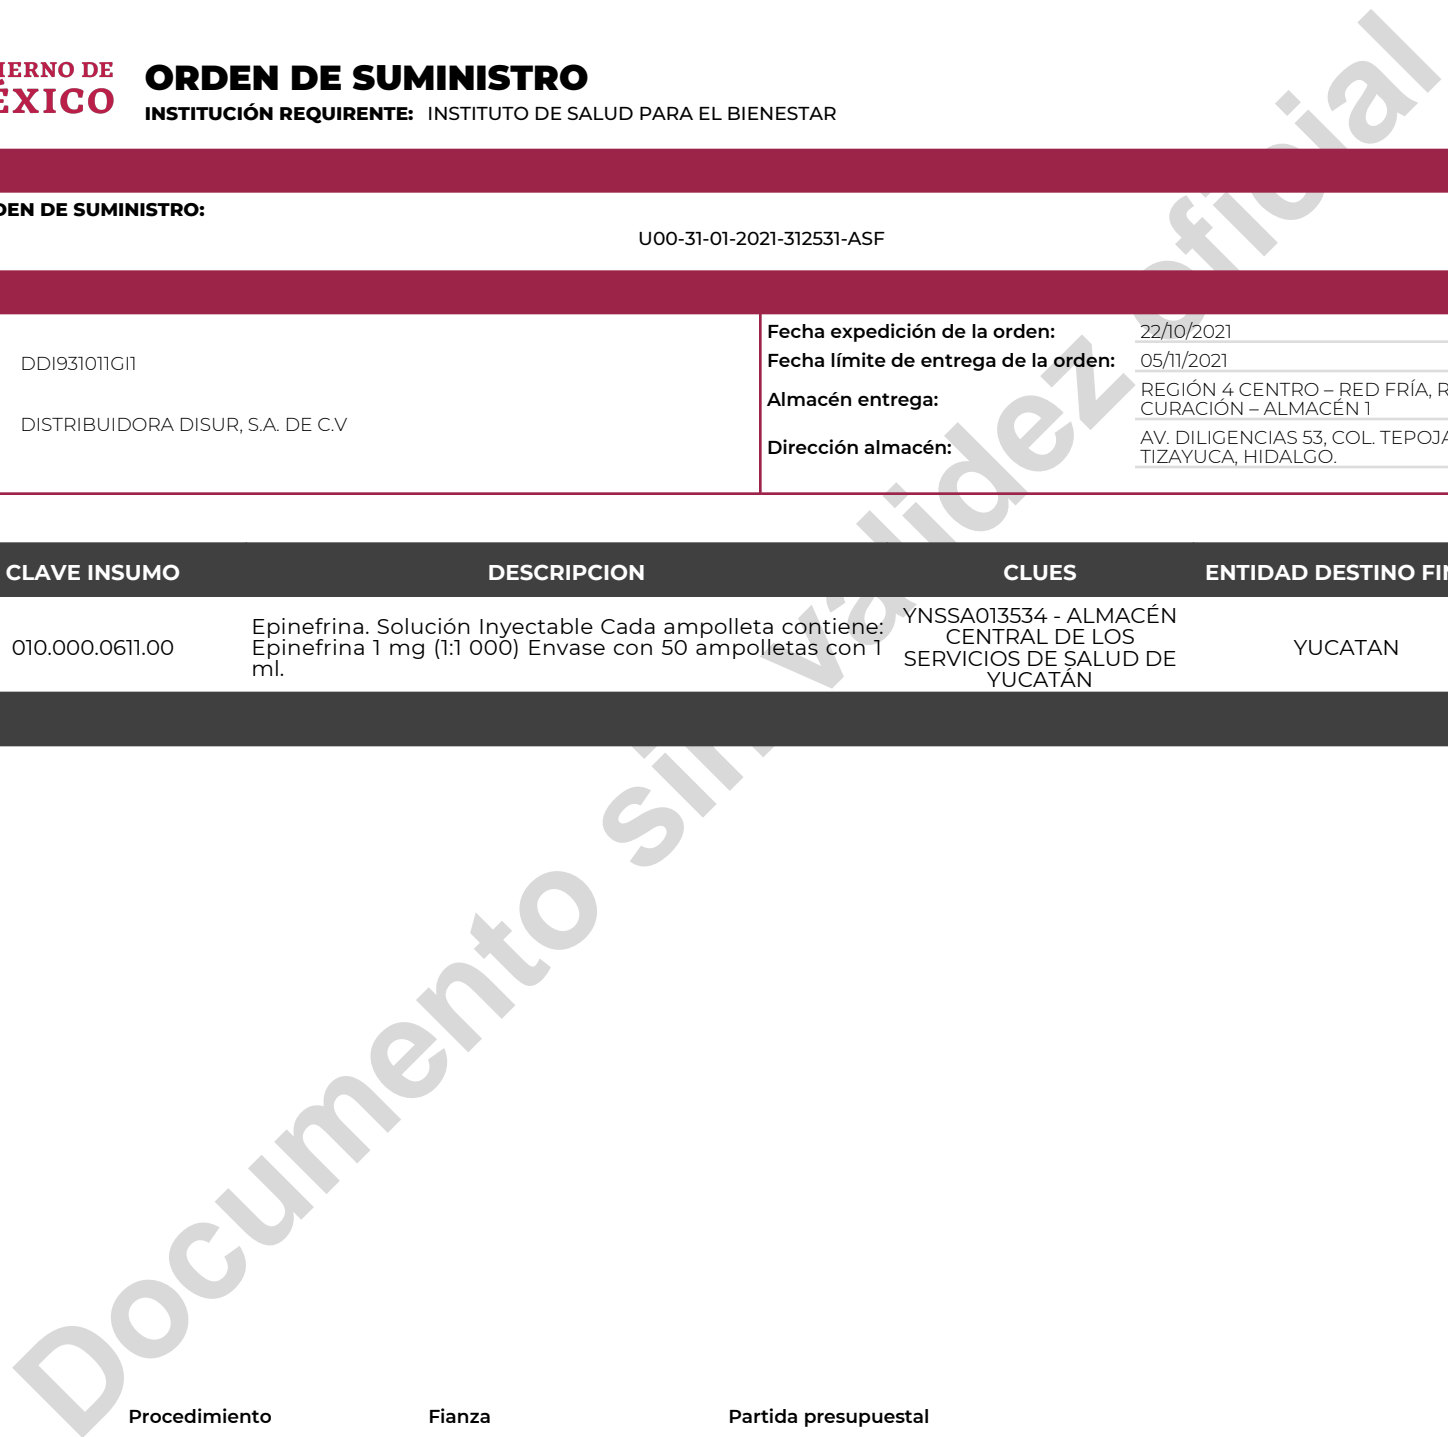 IERNO DE
ÉXICO
ORDEN DE SUMINISTRO
INSTITUCIÓN REQUIRENTE: INSTITUTO DE SALUD PARA EL BIENESTAR
DEN DE SUMINISTRO:
U00-31-01-2021-312531-ASF
DDI931011GI1
DISTRIBUIDORA DISUR, S.A. DE C.V
Fecha expedición de la orden: 22/10/2021
Fecha límite de entrega de la orden: 05/11/2021
Almacén entrega: REGIÓN 4 CENTRO – RED FRÍA, R
CURACIÓN – ALMACÉN 1
Dirección almacén: AV. DILIGENCIAS 53, COL. TEPOJA
TIZAYUCA, HIDALGO.
CLAVE INSUMO DESCRIPCION CLUES ENTIDAD DESTINO FIN
010.000.0611.00
Epinefrina. Solución Inyectable Cada ampolleta contiene:
Epinefrina 1 mg (1:1 000) Envase con 50 ampolletas con 1
ml.
YNSSA013534 - ALMACÉN
CENTRAL DE LOS
SERVICIOS DE SALUD DE
YUCATÁN
YUCATAN
Documento sin validez oficial
Procedimiento Fianza Partida presupuestal